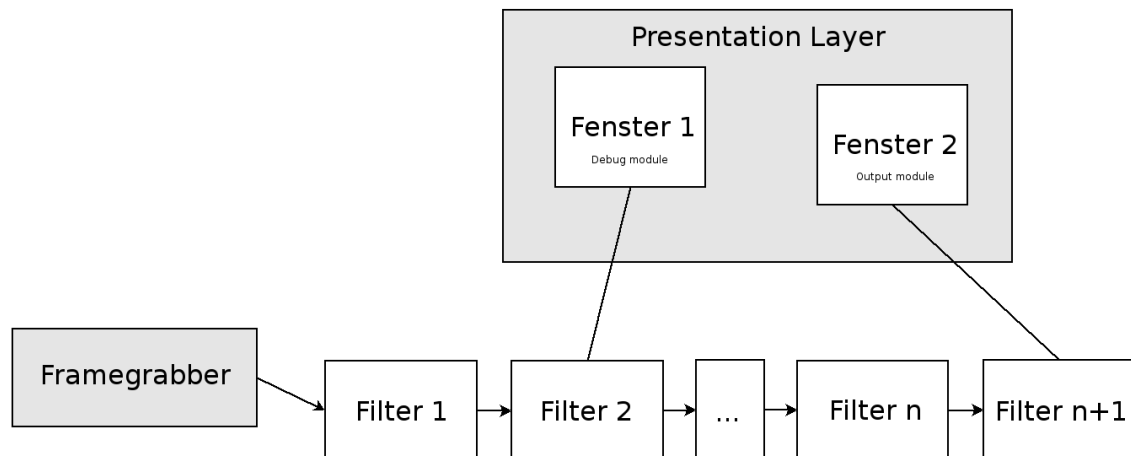 Presentation Layer
Fenster 1
Debug module
Fenster 2
Output module
Framegrabber
Filter 1
Filter 2
...
Filter n
Filter n+1